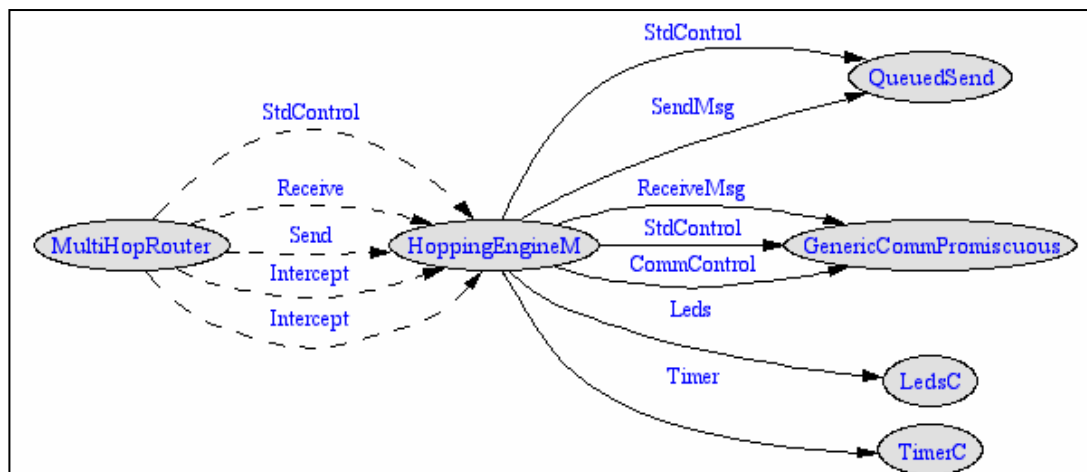 StdControl
QueuedSend
SendMsg
StdControl
Receive
ReceiveMsg
MultiHopRouter
Send
HoppingEngineM
StdControl
GenericCommPromiscuous
Intercept
CommControl
Intercept
Leds
Timer
LedsC
TimerC